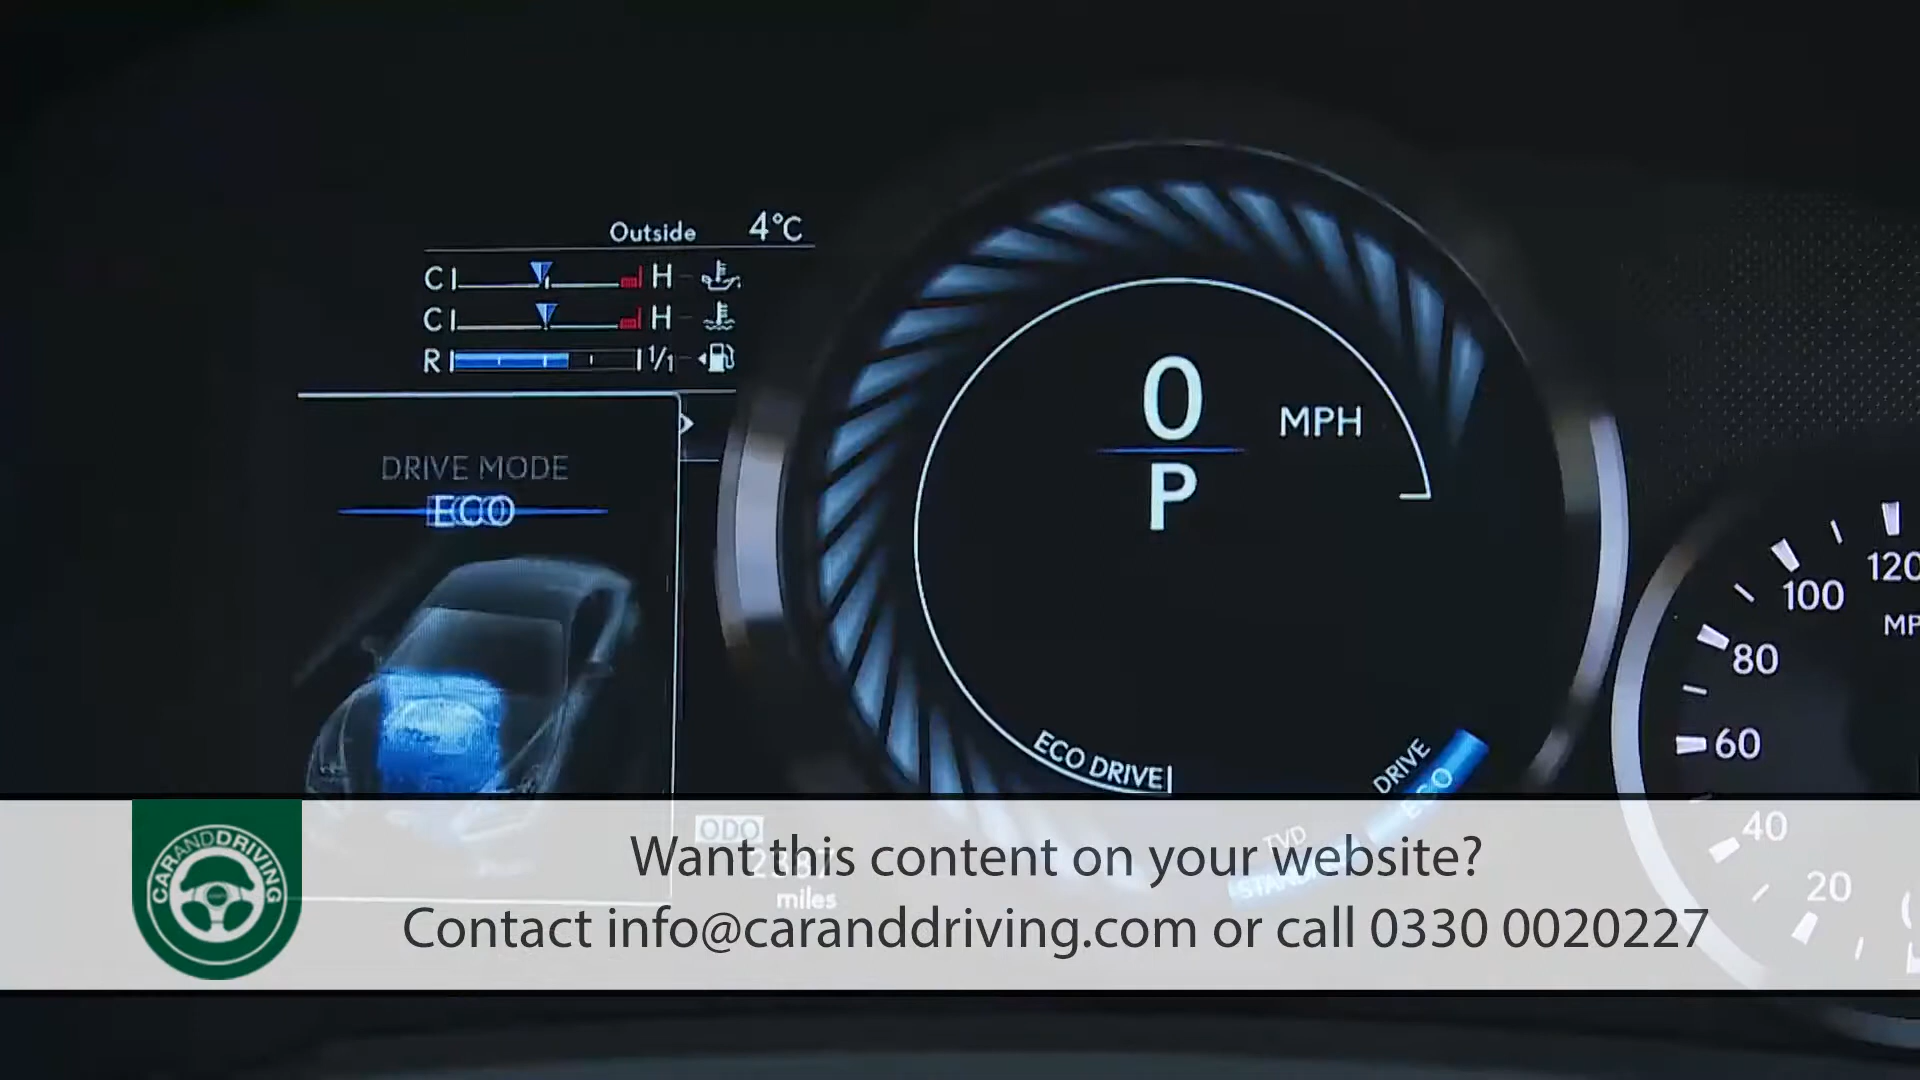 Outside 4°C
C H
C H
R 1/1
DRIVE MODE
ECO
0
MPH
P
ECO DRIVE
DRIVE
ECO
TVD
ODO
miles
120
100
80
60
40
20
CARANDDRIVING
Want this content on your website?
Contact info@caranddriving.com or call 0330 0020227